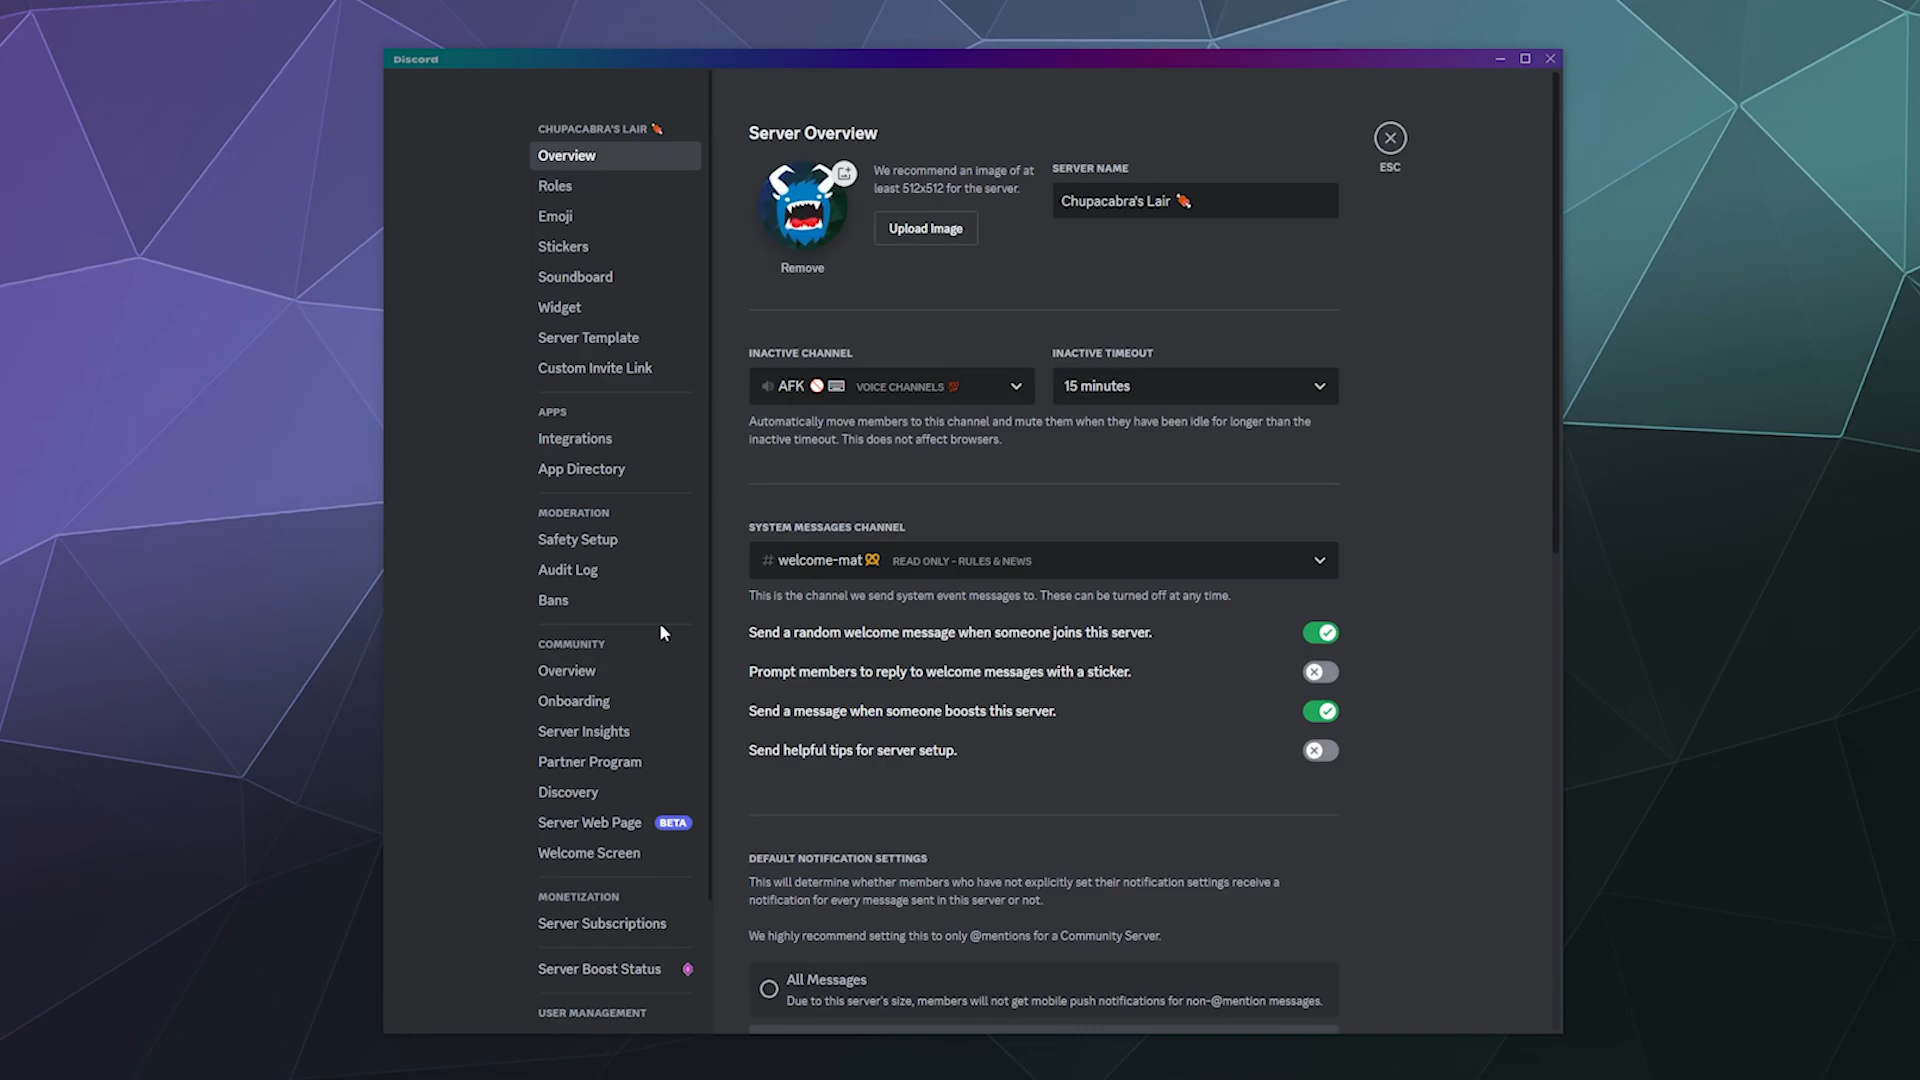 Discord
CHUPACABRA'S LAIR
Overview
Roles
Emoji
Stickers
Soundboard
Widget
Server Template
Custom Invite Link
APPS
Integrations
App Directory
MODERATION
Safety Setup
Audit Log
Bans
COMMUNITY
Overview
Onboarding
Server Insights
Partner Program
Discovery
Server Web Page BETA
Welcome Screen
MONETIZATION
Server Subscriptions
Server Boost Status
USER MANAGEMENT
Server Overview
We recommend an image of at
least 512x512 for the server.
Upload Image
Remove
SERVER NAME
Chupacabra's Lair
ESC
INACTIVE CHANNEL
AFK VOICE CHANNELS 💯
INACTIVE TIMEOUT
15 minutes
Automatically move members to this channel and mute them when they have been idle for longer than the
inactive timeout. This does not affect browsers.
SYSTEM MESSAGES CHANNEL
# welcome-mat READ ONLY - RULES & NEWS
This is the channel we send system event messages to. These can be turned off at any time.
Send a random welcome message when someone joins this server.
Prompt members to reply to welcome messages with a sticker.
Send a message when someone boosts this server.
Send helpful tips for server setup.
DEFAULT NOTIFICATION SETTINGS
This will determine whether members who have not explicitly set their notification settings receive a
notification for every message sent in this server or not.
We highly recommend setting this to only @mentions for a Community Server.
All Messages
Due to this server's size, members will not get mobile push notifications for non-@mention messages.